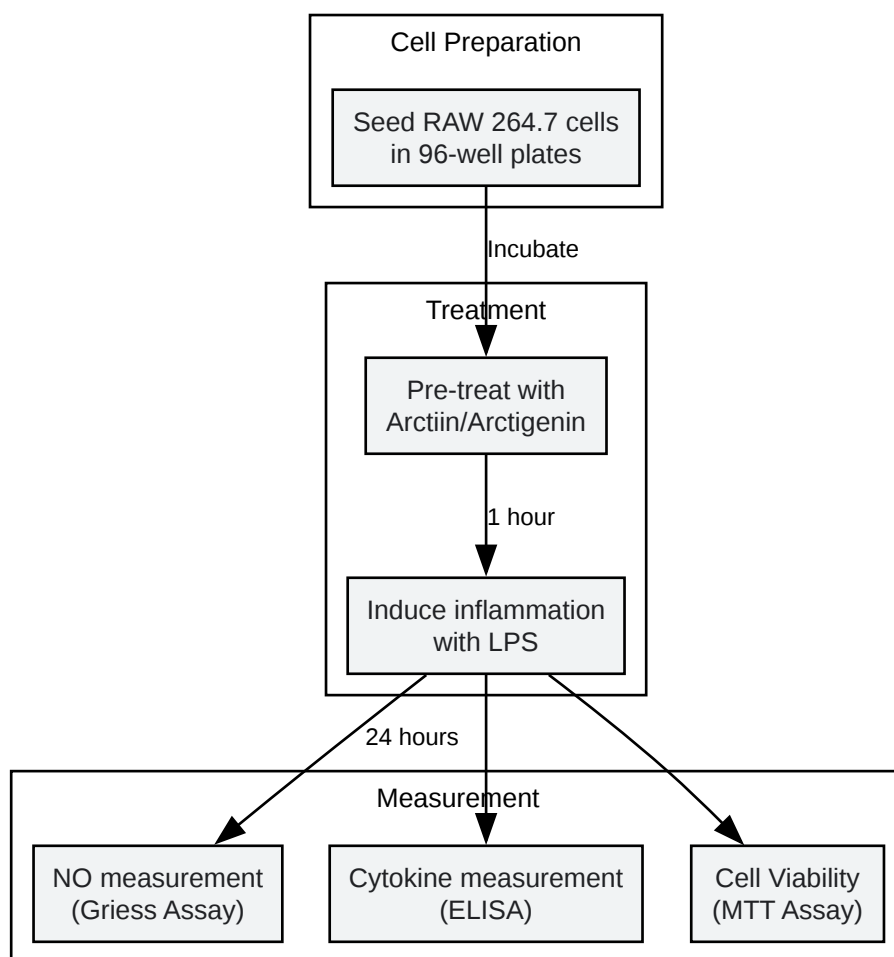 Cell Preparation
Seed RAW 264.7 cells
in 96-well plates
Incubate
Treatment
Pre-treat with
Arctiin/Arctigenin
1 hour
Induce inflammation
with LPS
24 hours
Measurement
NO measurement
(Griess Assay)
Cytokine measurement
(ELISA)
Cell Viability
(MTT Assay)